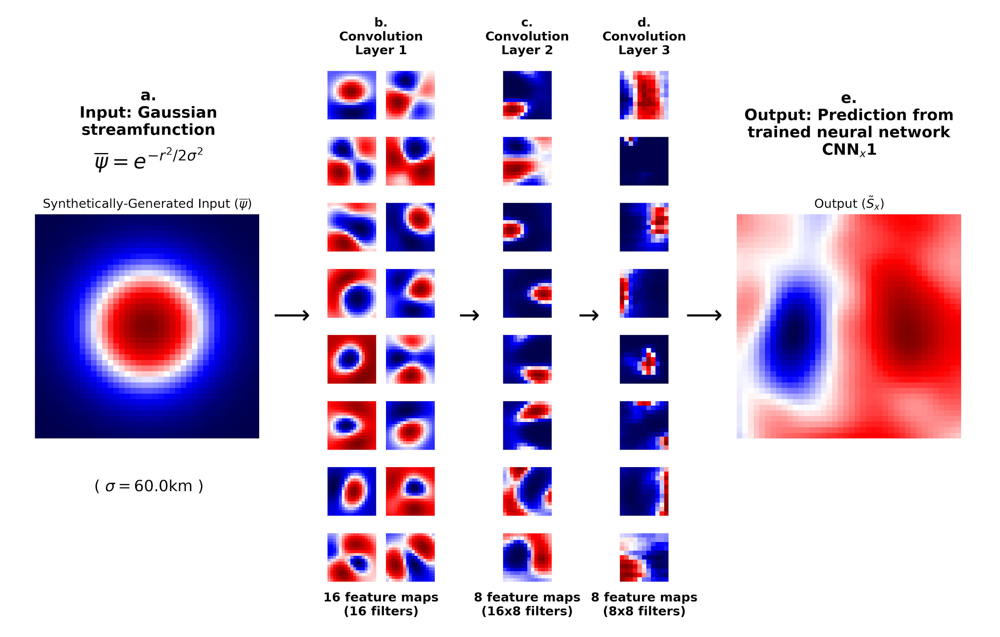 a.
Input: Gaussian
streamfunction
ψ̅ = e^{−r²/2σ²}
Synthetically-Generated Input (ψ̅)
( σ = 60.0km )
b.
Convolution
Layer 1
16 feature maps
(16 filters)
c.
Convolution
Layer 2
8 feature maps
(16x8 filters)
d.
Convolution
Layer 3
8 feature maps
(8x8 filters)
e.
Output: Prediction from
trained neural network
CNNₓ1
Output (S̃ₓ)